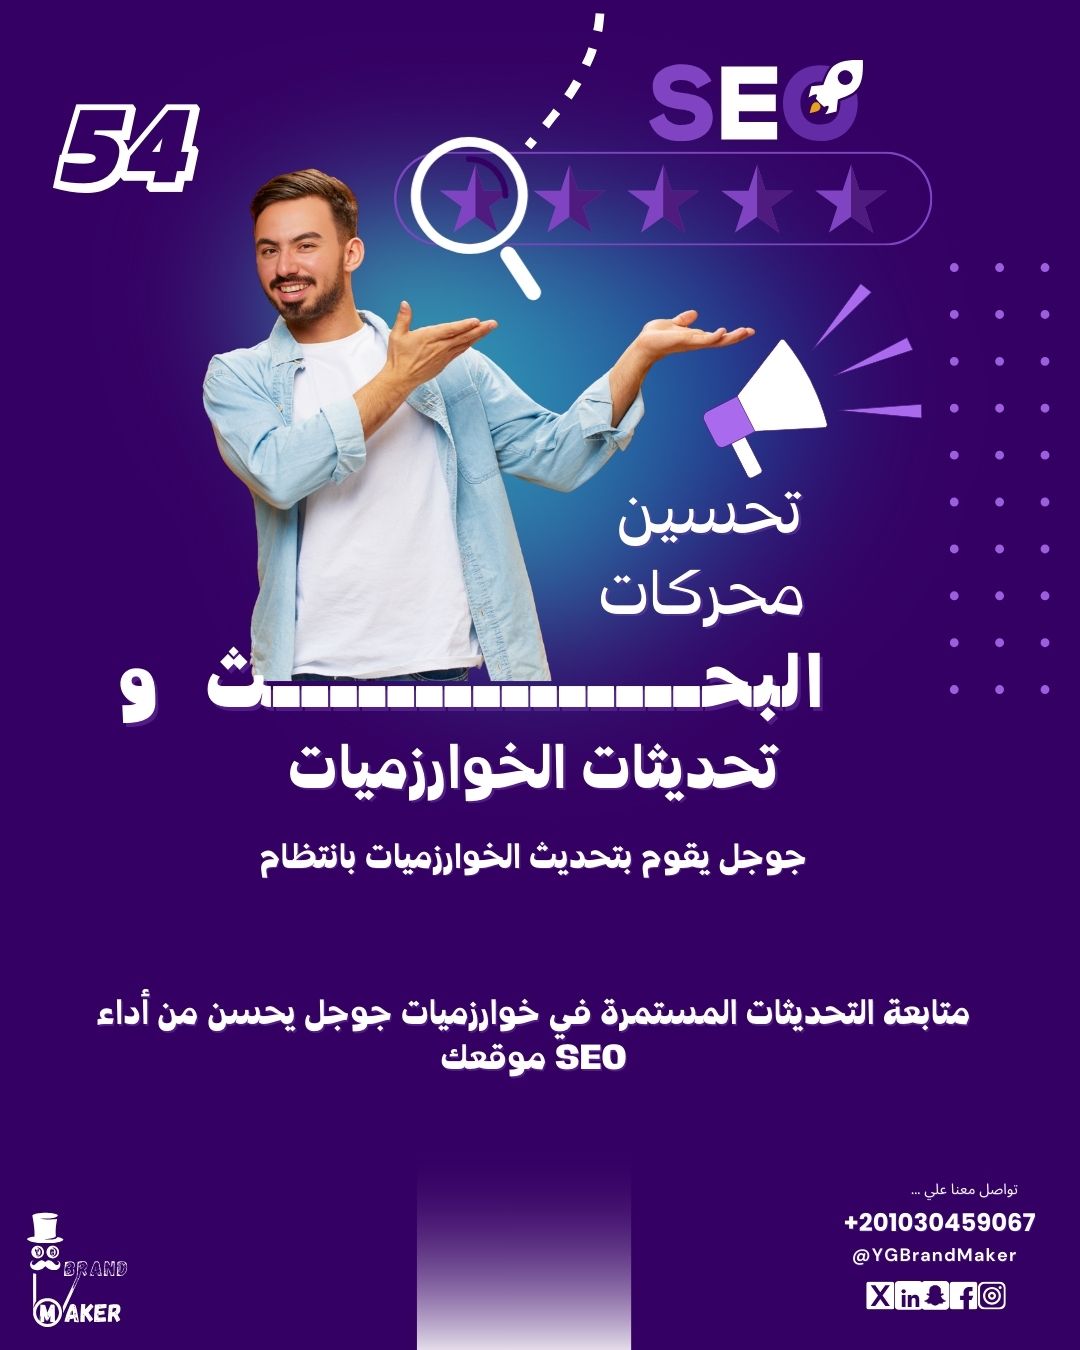 54
SEO
تحسين
محركات
البحـــــــــــــــث و
تحديثات الخوارزميات
جوجل يقوم بتحديث الخوارزميات بانتظام
متابعة التحديثات المستمرة في خوارزميات جوجل يحسن من أداء
موقعك SEO
تواصل معنا علي ...
+201030459067
@YGBrandMaker
BRAND
MAKER